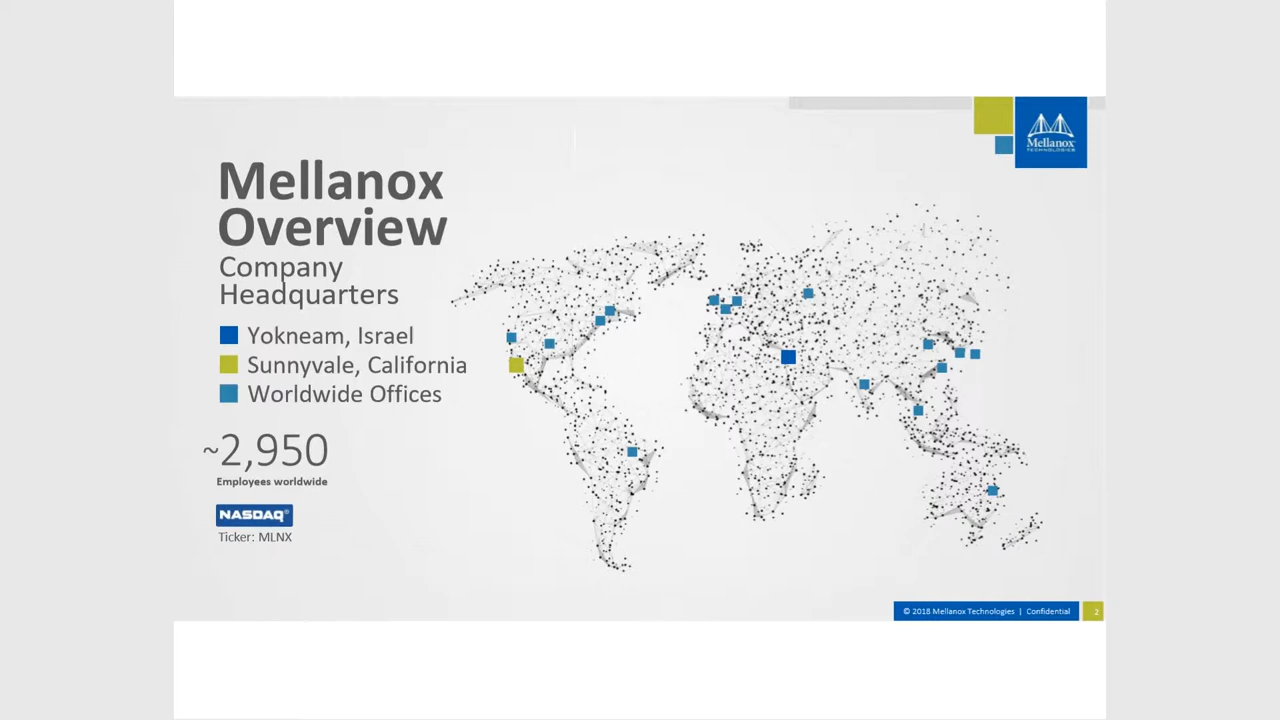 Mellanox
TECHNOLOGIES
Mellanox
Overview
Company
Headquarters
Yokneam, Israel
Sunnyvale, California
Worldwide Offices
~2,950
Employees worldwide
NASDAQ®
Ticker: MLNX
© 2018 Mellanox Technologies | Confidential
2